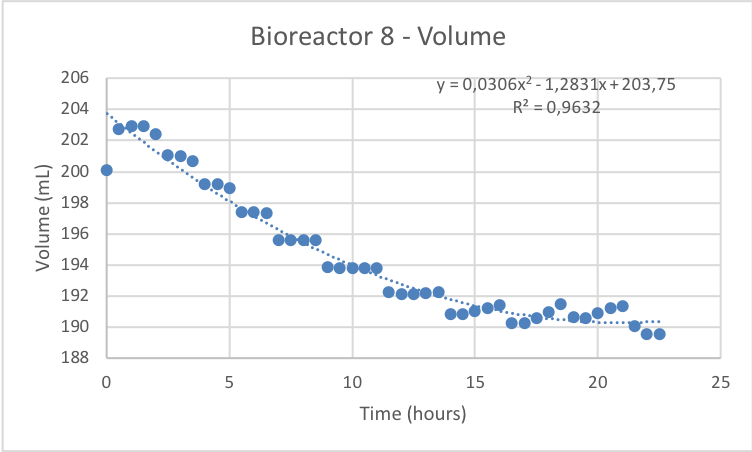 Bioreactor 8 - Volume
y = 0,0306x² - 1,2831x + 203,75
R² = 0,9632
206
204
202
200
198
196
194
192
190
188
Volume (mL)
0 5 10 15 20 25
Time (hours)